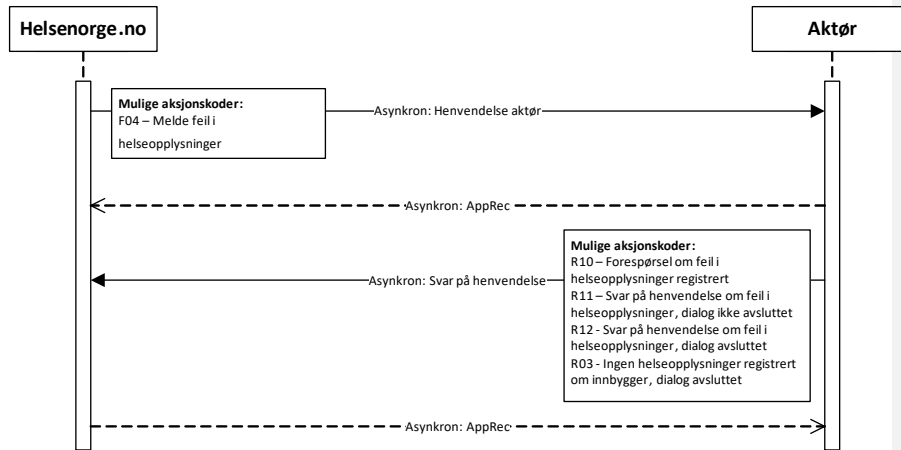 Helsenorge.no
Aktør
Mulige aksjonskoder:
F04 – Melde feil i
helseopplysninger
Asynkron: Henvendelse aktør
Asynkron: AppRec
Mulige aksjonskoder:
R10 – Forespørsel om feil i
helseopplysninger registrert
R11 – Svar på henvendelse om feil i
helseopplysninger, dialog ikke avsluttet
R12 - Svar på henvendelse om feil i
helseopplysninger, dialog avsluttet
R03 - Ingen helseopplysninger registrert
om innbygger, dialog avsluttet
Asynkron: Svar på henvendelse
Asynkron: AppRec